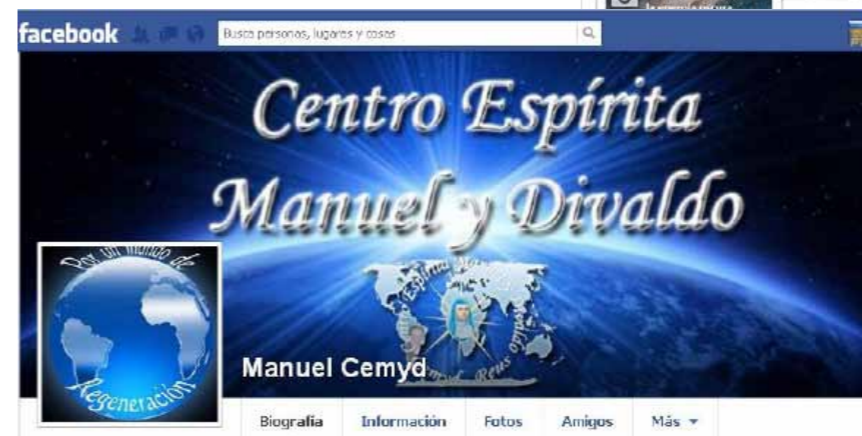 facebook
Busca personas, lugares y cosas
Centro Espírita
Manuel y Divaldo
Por un mundo de
Regeneración
Manuel Cemyd
Biografía Información Fotos Amigos Más